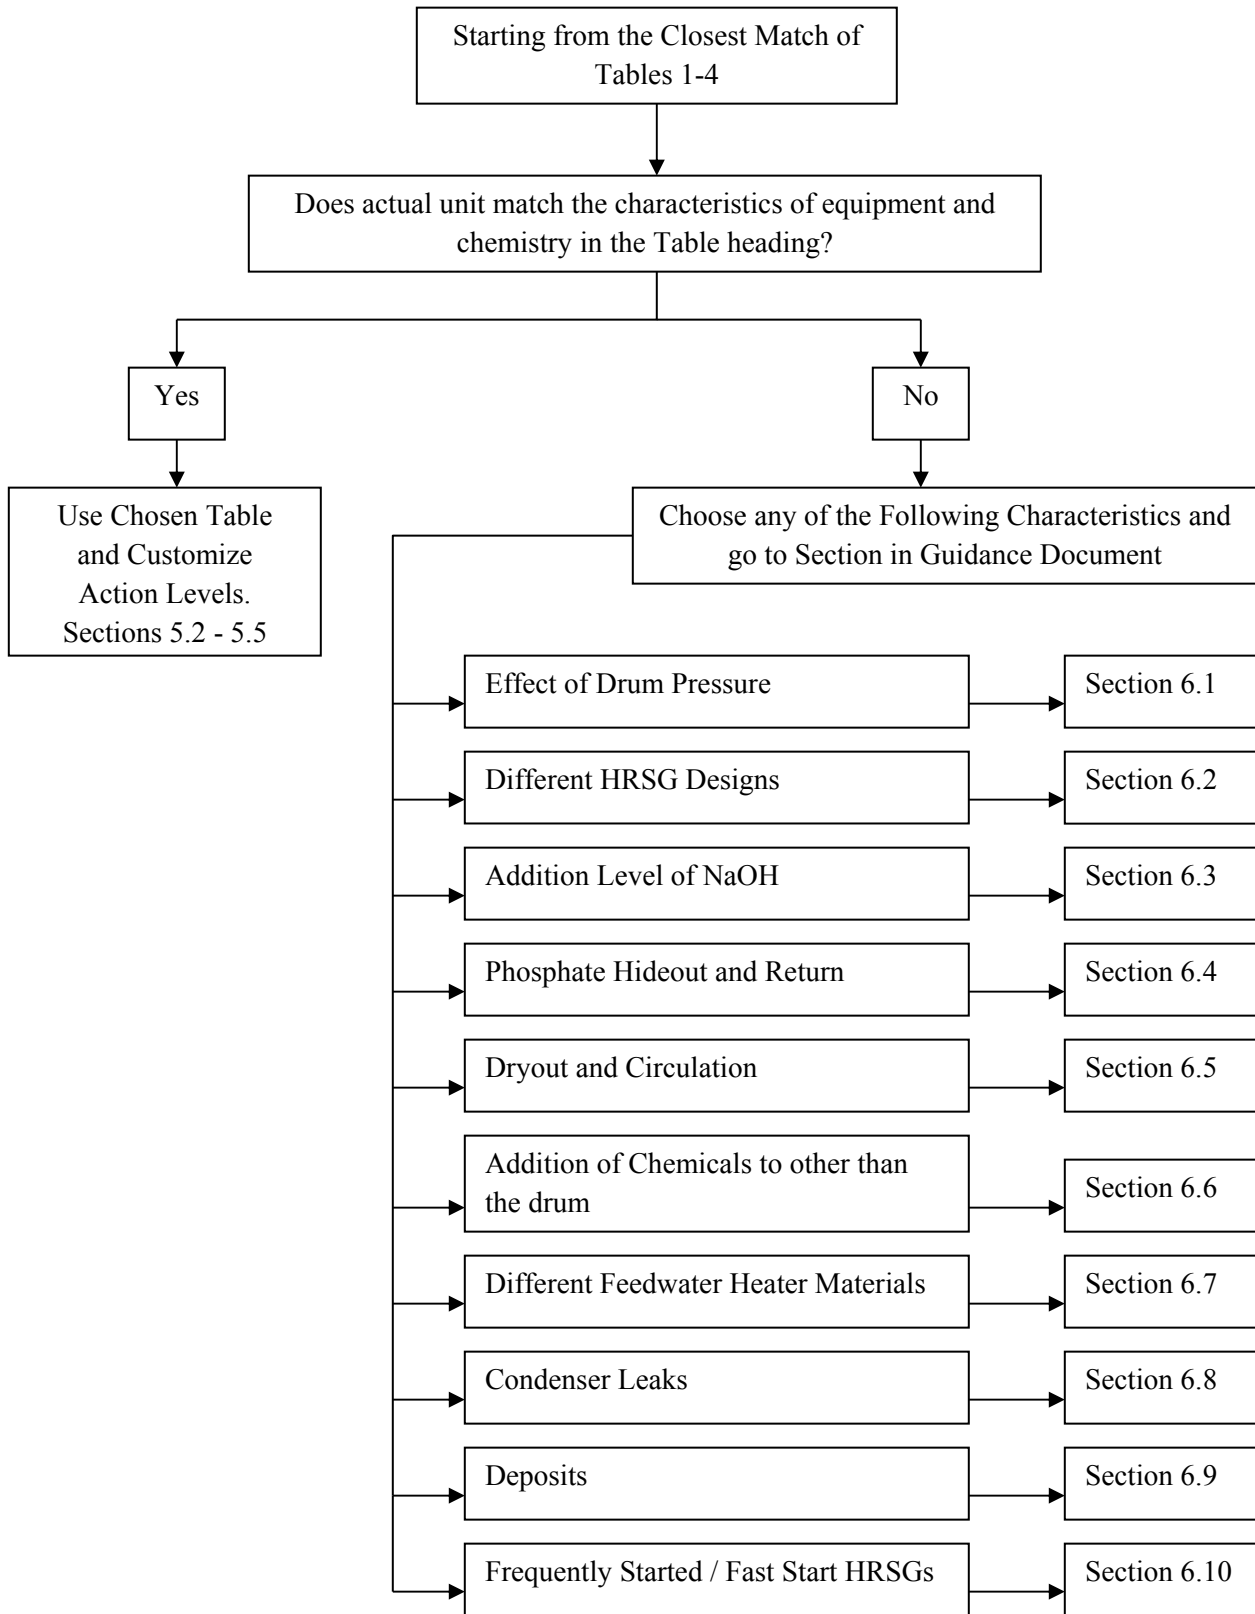 Starting from the Closest Match of
Tables 1-4
Does actual unit match the characteristics of equipment and
chemistry in the Table heading?
Yes
No
Use Chosen Table
and Customize
Action Levels.
Sections 5.2 - 5.5
Choose any of the Following Characteristics and
go to Section in Guidance Document
Effect of Drum Pressure
Section 6.1
Different HRSG Designs
Section 6.2
Addition Level of NaOH
Section 6.3
Phosphate Hideout and Return
Section 6.4
Dryout and Circulation
Section 6.5
Addition of Chemicals to other than
the drum
Section 6.6
Different Feedwater Heater Materials
Section 6.7
Condenser Leaks
Section 6.8
Deposits
Section 6.9
Frequently Started / Fast Start HRSGs
Section 6.10